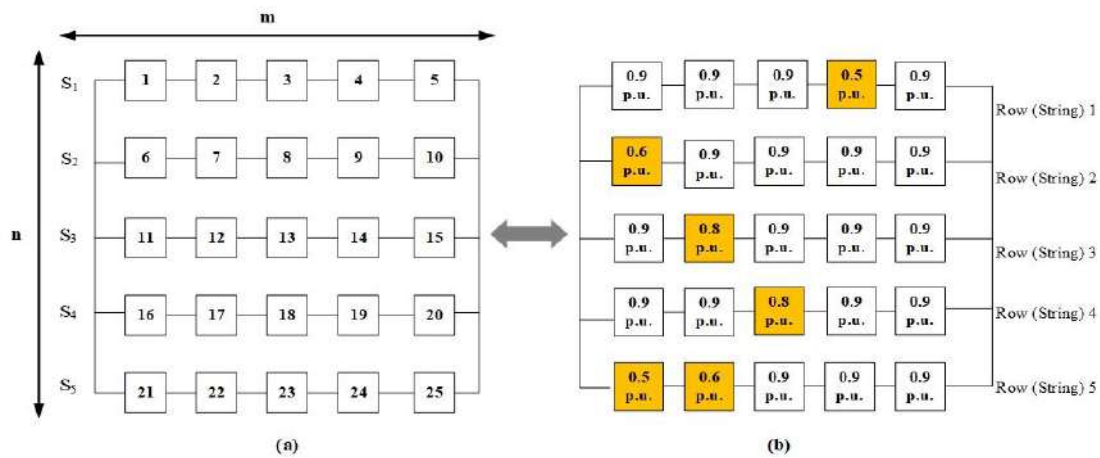 m
n
S1 1 2 3 4 5
S2 6 7 8 9 10
S3 11 12 13 14 15
S4 16 17 18 19 20
S5 21 22 23 24 25
(a)
0.9 0.9 0.9 0.5 0.9
p.u. p.u. p.u. p.u. p.u.
Row (String) 1
0.6 0.9 0.9 0.9 0.9
p.u. p.u. p.u. p.u. p.u.
Row (String) 2
0.9 0.8 0.9 0.9 0.9
p.u. p.u. p.u. p.u. p.u.
Row (String) 3
0.9 0.9 0.8 0.9 0.9
p.u. p.u. p.u. p.u. p.u.
Row (String) 4
0.5 0.6 0.9 0.9 0.9
p.u. p.u. p.u. p.u. p.u.
Row (String) 5
(b)